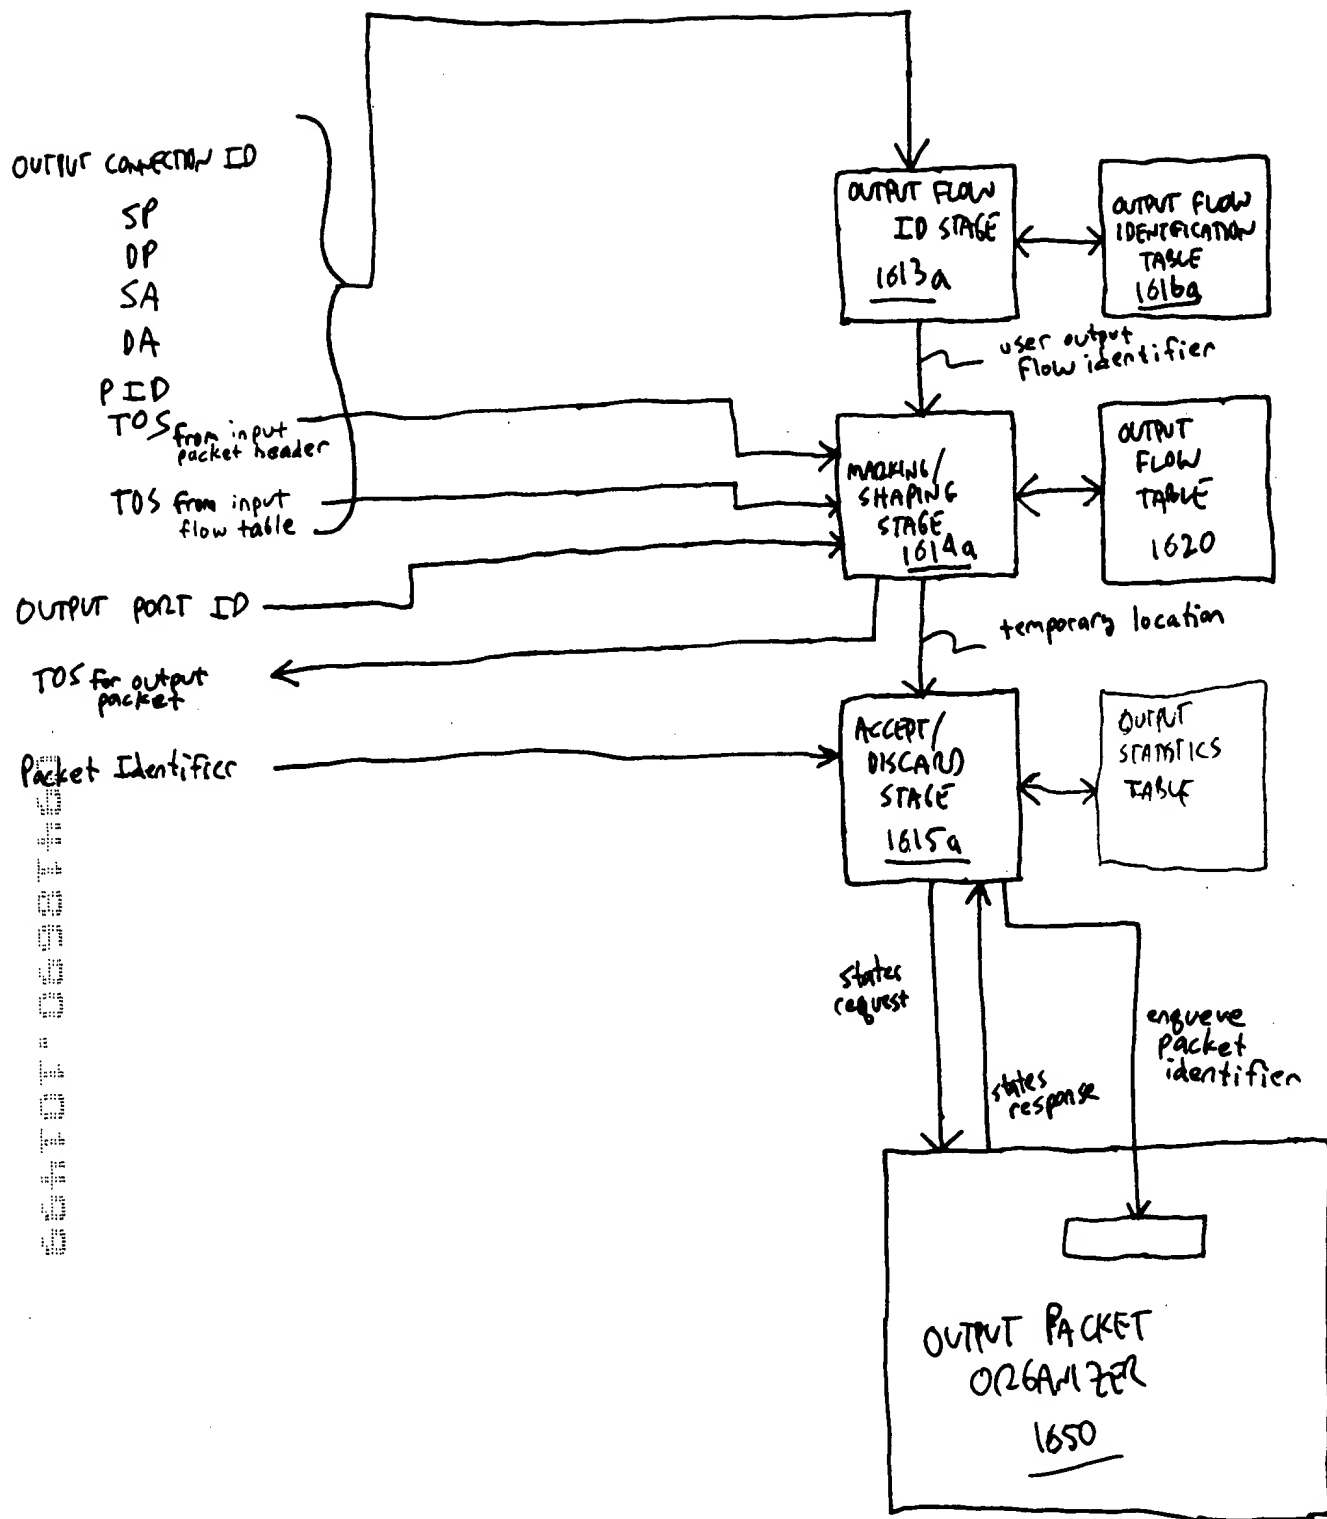 OUTPUT CONNECTION ID
SP
DP
SA
DA
PID
TOS from input
packet header
TOS from input
flow table
OUTPUT PORT ID
TOS for output
packet
Packet Identifier
OUTPUT FLOW
ID STAGE
1613a
OUTPUT FLOW
IDENTIFICATION
TABLE
1616a
user output
flow identifier
MARKING/
SHAPING
STAGE
1614a
OUTPUT
FLOW
TABLE
1620
temporary location
ACCEPT/
DISCARD
STAGE
1615a
OUTPUT
STATISTICS
TABLE
states
request
states
response
enqueue
packet
identifier
OUTPUT PACKET
ORGANIZER
1650